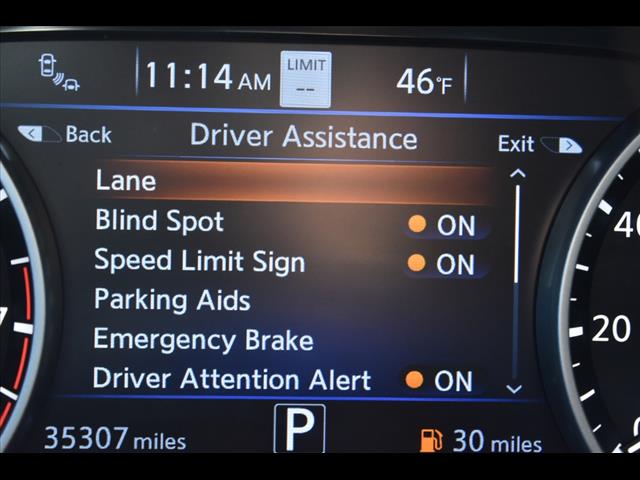 11:14 AM LIMIT -- 46°F
Back Driver Assistance Exit
Lane
Blind Spot ON
Speed Limit Sign ON
Parking Aids
Emergency Brake
Driver Attention Alert ON
35307 miles P 30 miles
40
20